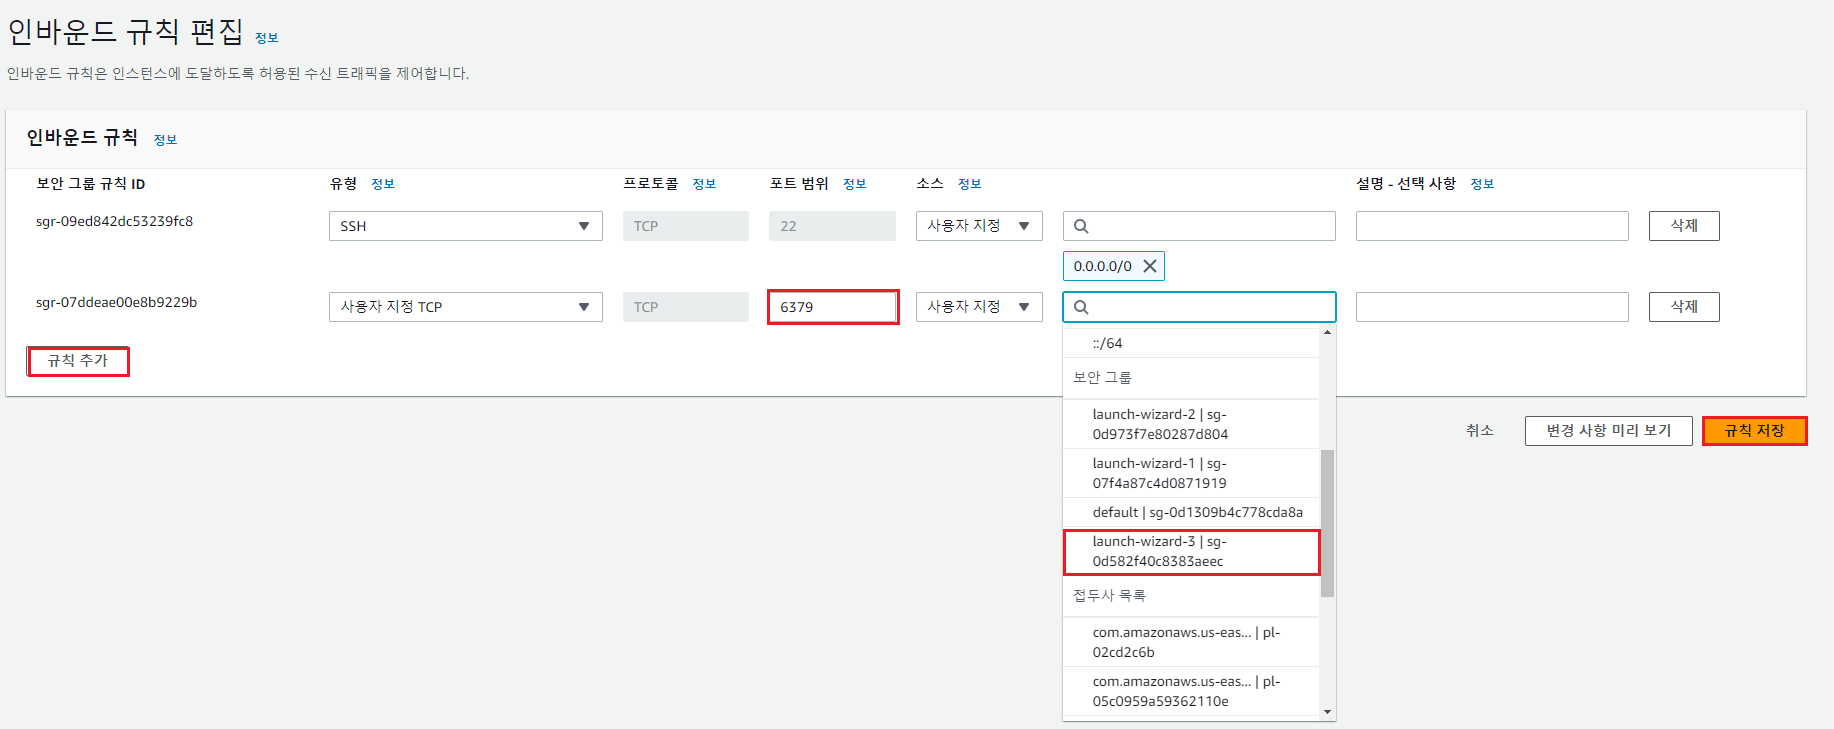 인바운드 규칙 편집 정보
인바운드 규칙은 인스턴스에 도달하도록 허용된 수신 트래픽을 제어합니다.
인바운드 규칙 정보
보안 그룹 규칙 ID 유형 정보 프로토콜 정보 포트 범위 정보 소스 정보 설명 - 선택 사항 정보
sgr-09ed842dc53239fc8 SSH TCP 22 사용자 지정 삭제
0.0.0.0/0
sgr-07ddeae00e8b9229b 사용자 지정 TCP TCP 6379 사용자 지정 삭제
규칙 추가
::/64
보안 그룹
launch-wizard-2 | sg-
0d973f7e80287d804
launch-wizard-1 | sg-
07f4a87c4d0871919
default | sg-0d1309b4c778cda8a
launch-wizard-3 | sg-
0d582f40c8383aeec
접두사 목록
com.amazonaws.us-eas... | pl-
02cd2c6b
com.amazonaws.us-eas... | pl-
05c0959a59362110e
취소 변경 사항 미리 보기 규칙 저장